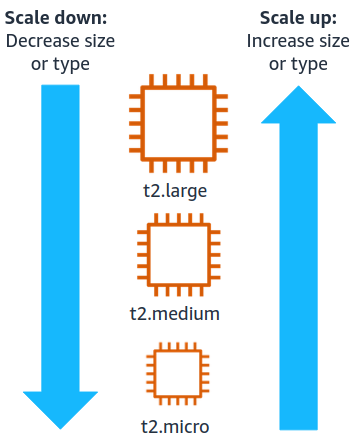 Scale down:
Decrease size
or type
Scale up:
Increase size
or type
t2.large
t2.medium
t2.micro